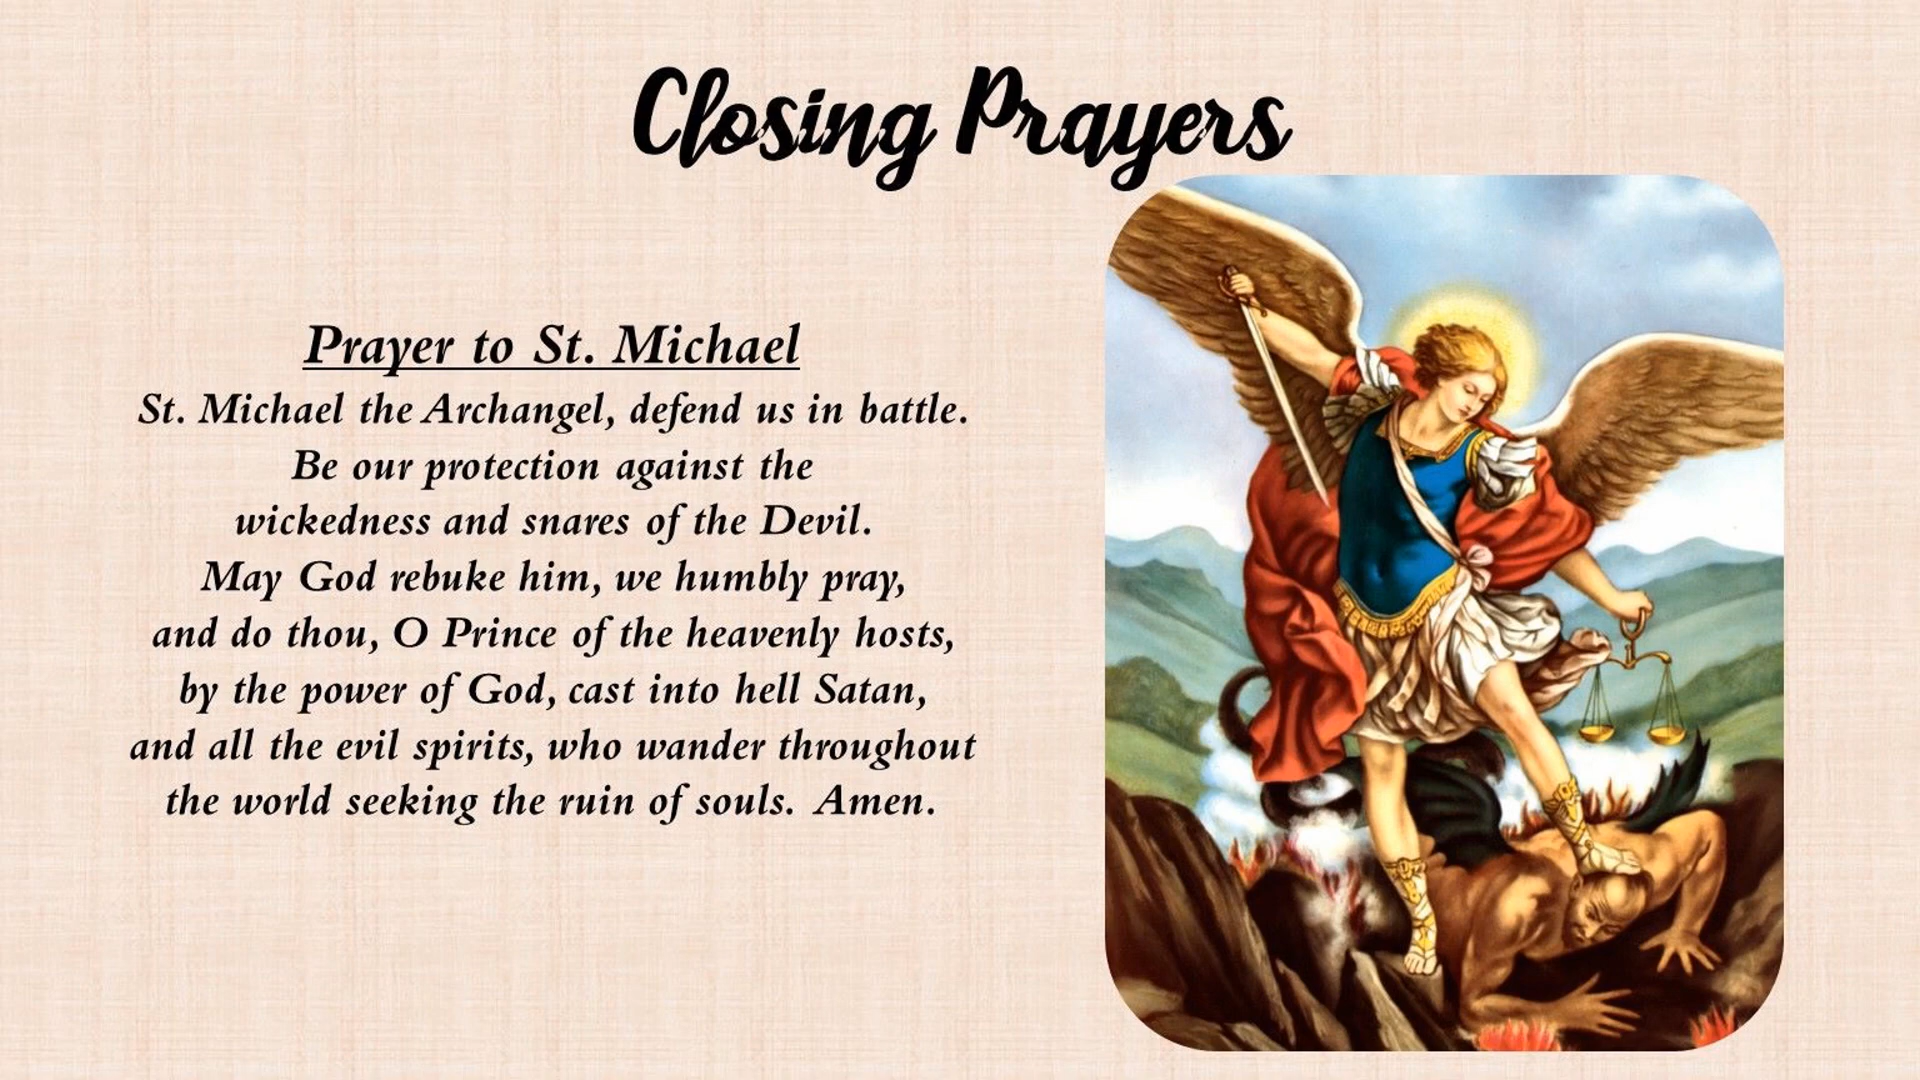 Closing Prayers
Prayer to St. Michael
St. Michael the Archangel, defend us in battle.
Be our protection against the
wickedness and snares of the Devil.
May God rebuke him, we humbly pray,
and do thou, O Prince of the heavenly hosts,
by the power of God, cast into hell Satan,
and all the evil spirits, who wander throughout
the world seeking the ruin of souls. Amen.